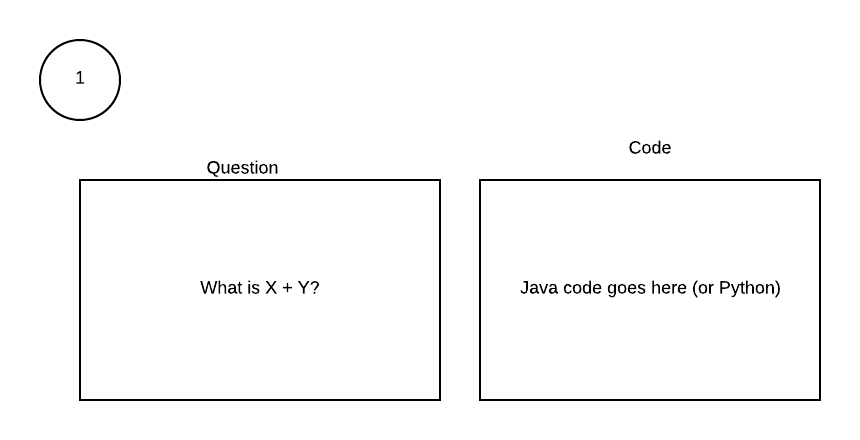 1
Question
Code
What is X + Y?
Java code goes here (or Python)